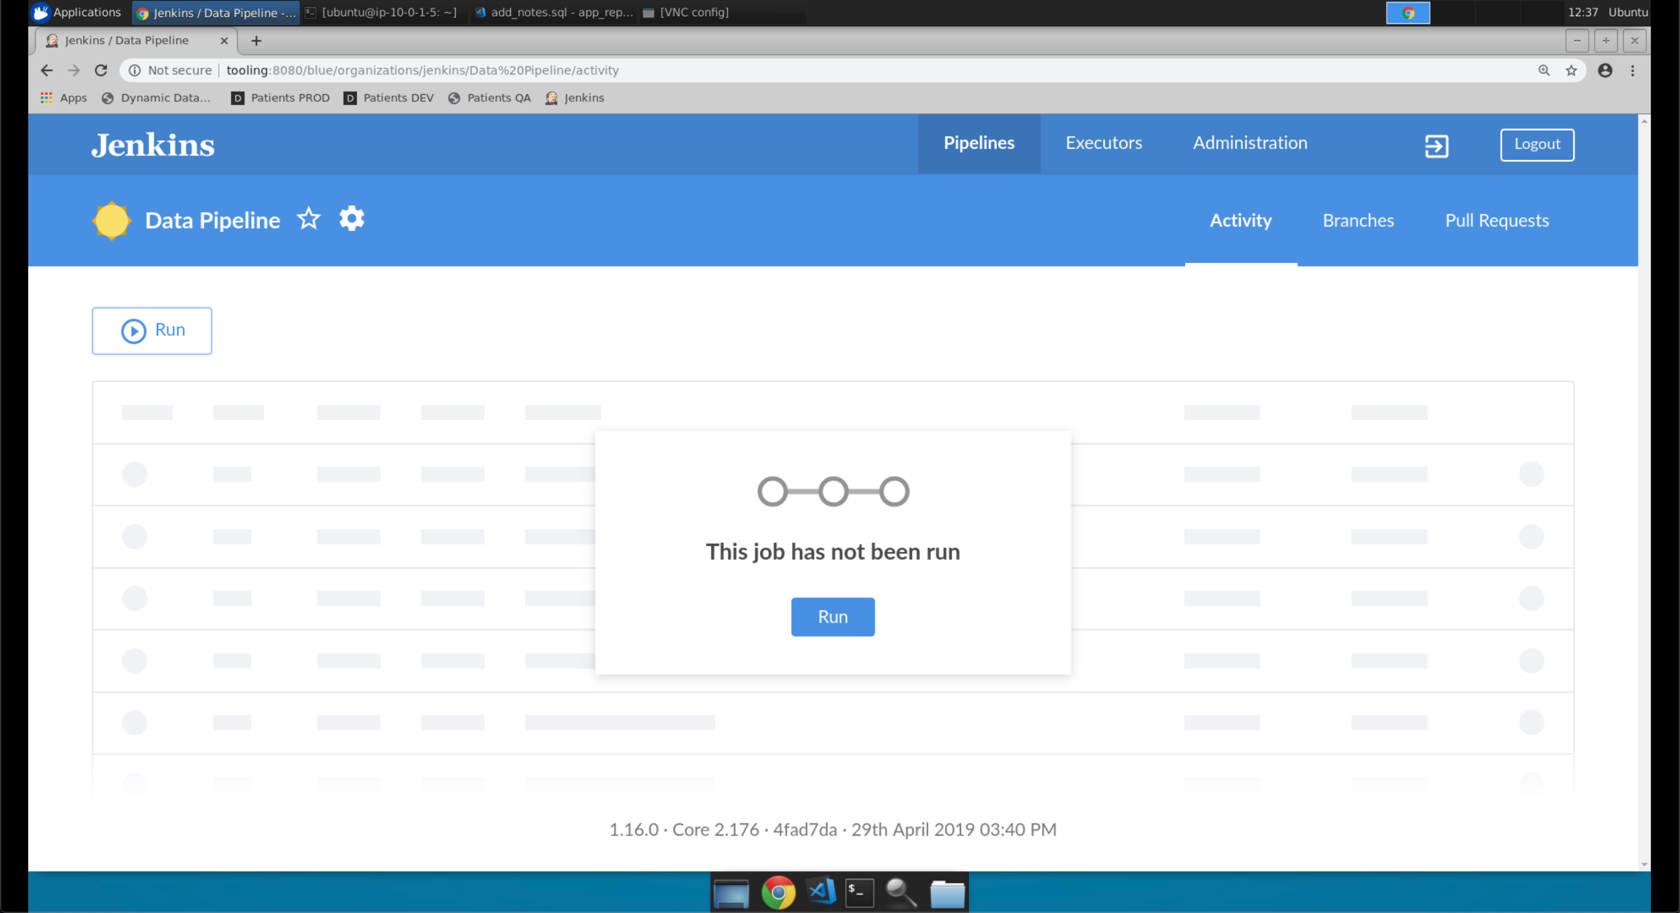 Applications
Jenkins / Data Pipeline -...
[ubuntu@ip-10-0-1-5: ~]
add_notes.sql - app_rep...
[VNC config]
12:37 Ubuntu
Jenkins / Data Pipeline
Not secure | tooling:8080/blue/organizations/jenkins/Data%20Pipeline/activity
Apps
Dynamic Data...
D Patients PROD
D Patients DEV
Patients QA
Jenkins
Jenkins
Pipelines
Executors
Administration
Logout
Data Pipeline
Activity
Branches
Pull Requests
Run
This job has not been run
Run
1.16.0 · Core 2.176 · 4fad7da · 29th April 2019 03:40 PM
$_